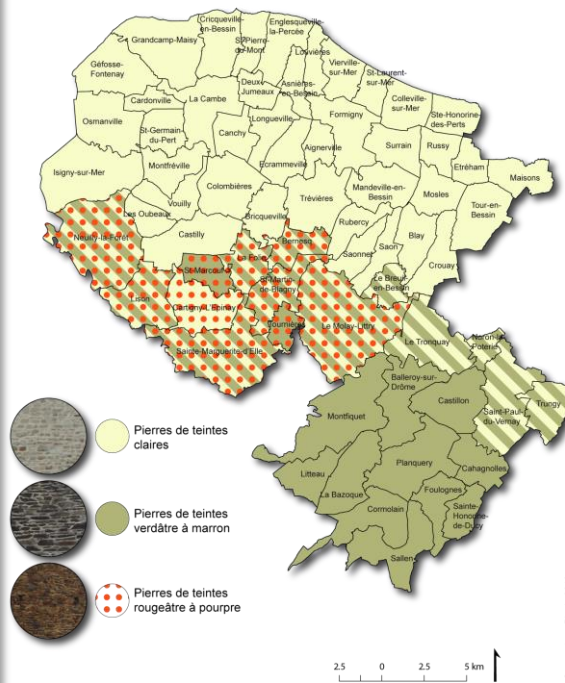 Cricqueville-
en-Bessin
Englesqueville-
la-Percée
Grandcamp-Maisy
St-Pierre-
du-Mont
Louvières
Vierville-
sur-Mer
St-Laurent-
sur-Mer
Géfosse-
Fontenay
Deux-
Jumeaux
Asnières-
en-Bessin
Colleville-
sur-Mer
Cardonville
La Cambe
Longueville
Formigny
Ste-Honorine-
des-Perts
Osmanville
St-Germain-
du-Pert
Canchy
Aignerville
Surrain
Russy
Etréham
Maisons
Isigny-sur-Mer
Monfréville
Ecrammeville
Colombières
Mandeville-en-
Bessin
Mosles
Tour-en-
Bessin
Vouilly
Trévières
Les Oubeaux
Bricqueville
Rubercy
Blay
Neuilly-la-Forêt
Castilly
Bernesq
Saon
Saonnet
Crouay
La Folie
St-Marcouf
St-Martin-
de-Blagny
Le Breuil-
en-Bessin
Lison
Cartigny-L'Epinay
Tournières
Le Molay-Littry
Le Tronquay
Noron-la-
Poterie
Sainte-Marguerite-d'Elle
Balleroy-sur-
Drôme
Castillon
Trungy
Saint-Paul-
du-Vernay
Montfiquet
Planquery
Cahagnolles
Litteau
La Bazoque
Foulognes
Cormolain
Sainte-
Honorine-
de-Ducy
Sallen
Pierres de teintes
claires
Pierres de teintes
verdâtre à marron
Pierres de teintes
rougeâtre à pourpre
2.5 0 2.5 5 km